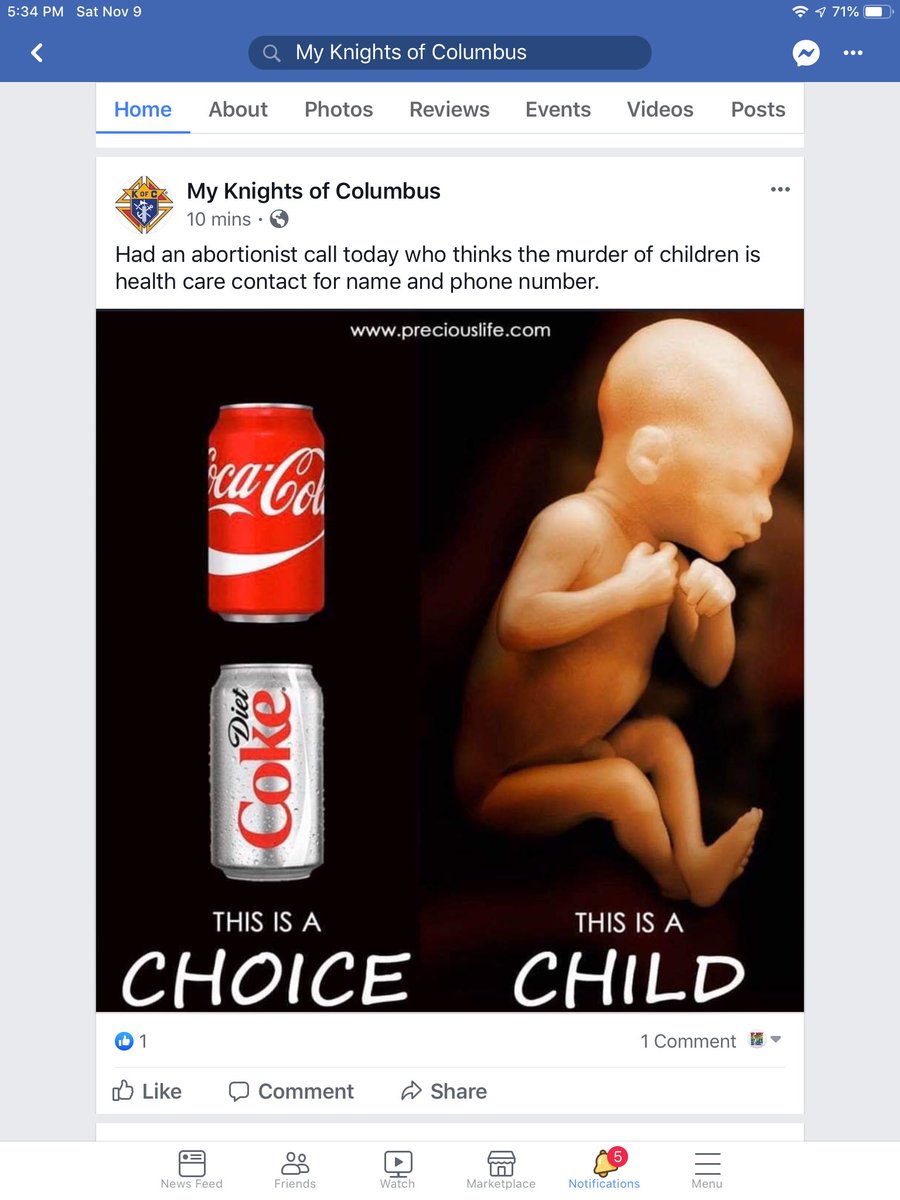 5:34 PM Sat Nov 9 71%
My Knights of Columbus
Home About Photos Reviews Events Videos Posts
K OF C
My Knights of Columbus
10 mins ·
Had an abortionist call today who thinks the murder of children is
health care contact for name and phone number.
www.preciouslife.com
Coca-Cola
Diet
Coke
THIS IS A
CHOICE
THIS IS A
CHILD
1
1 Comment
Like Comment Share
5
News Feed Friends Watch Marketplace Notifications Menu